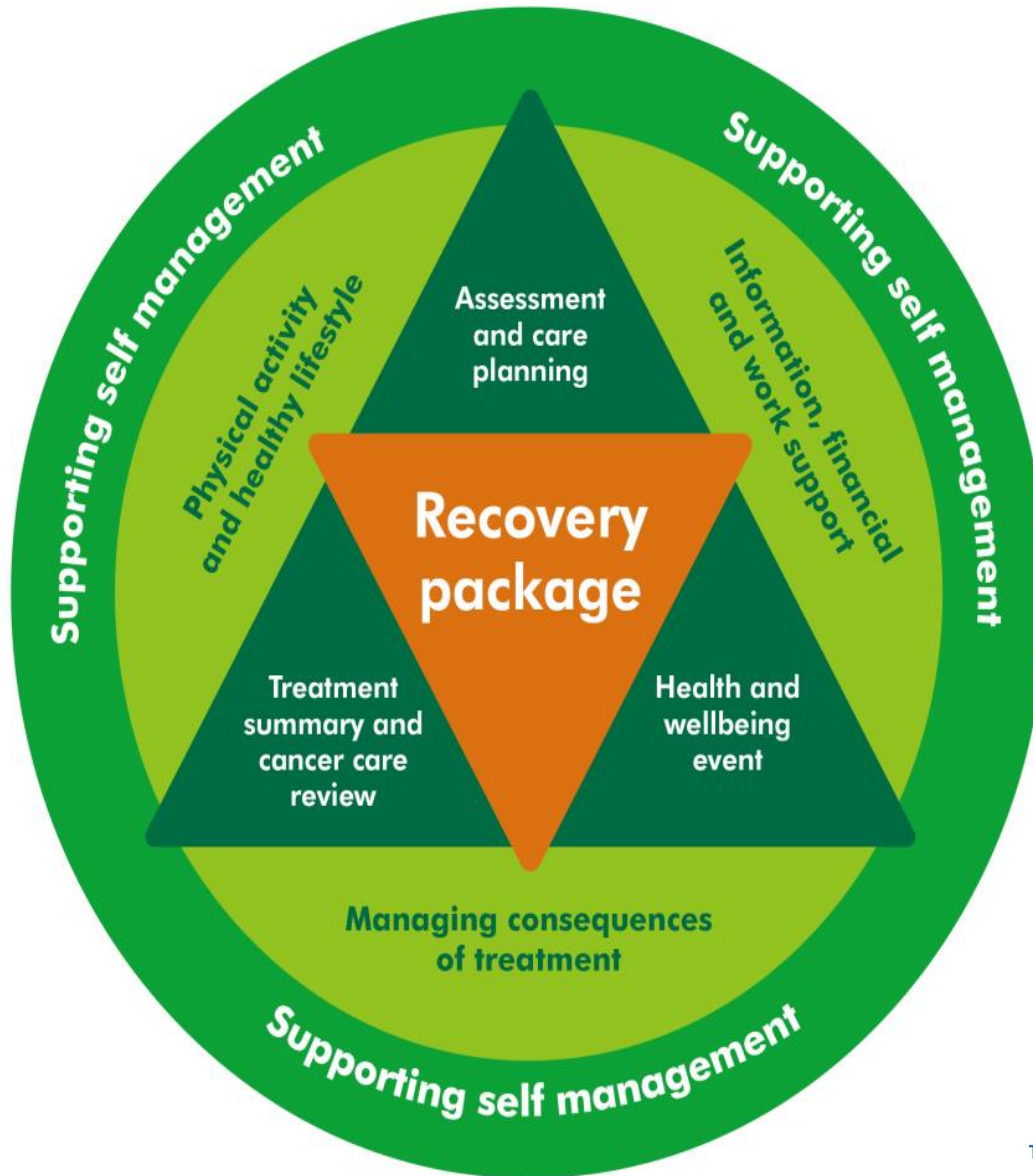 Supporting self management
Supporting self management
Physical activity
and healthy lifestyle
Information, financial
and work support
Assessment
and care
planning
Recovery
package
Treatment
summary and
cancer care
review
Health and
wellbeing
event
Managing consequences
of treatment
Supporting self management